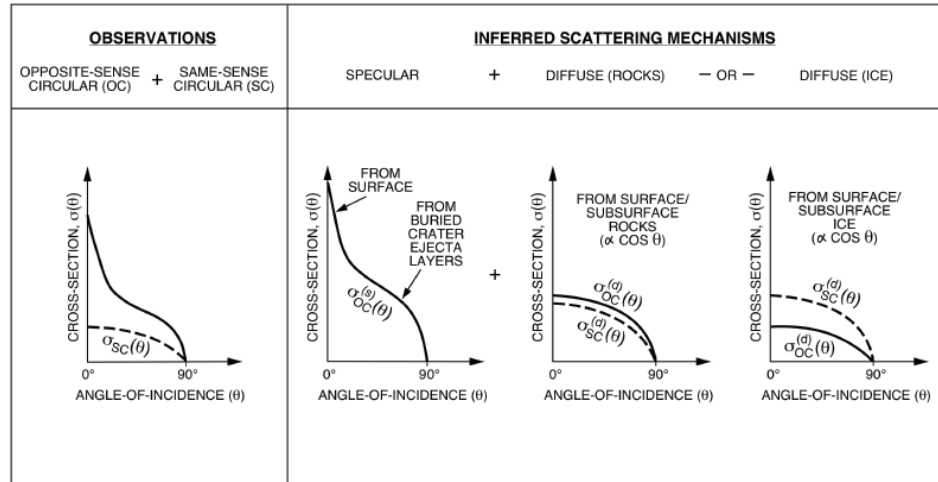 OBSERVATIONS
OPPOSITE-SENSE CIRCULAR (OC) + SAME-SENSE CIRCULAR (SC)
INFERRED SCATTERING MECHANISMS
SPECULAR + DIFFUSE (ROCKS) — OR — DIFFUSE (ICE)
CROSS-SECTION, σ(θ)
σSC(θ)
0°
90°
ANGLE-OF-INCIDENCE (θ)
CROSS-SECTION, σ(θ)
FROM
SURFACE
FROM
BURIED
CRATER
EJECTA
LAYERS
σOC(s)(θ)
0°
90°
ANGLE-OF-INCIDENCE (θ)
+
CROSS-SECTION, σ(θ)
FROM SURFACE/
SUBSURFACE
ROCKS
(∝ COS θ)
σOC(d)(θ)
σSC(d)(θ)
0°
90°
ANGLE-OF-INCIDENCE (θ)
CROSS-SECTION, σ(θ)
FROM SURFACE/
SUBSURFACE
ICE
(∝ COS θ)
σSC(d)(θ)
σOC(d)(θ)
0°
90°
ANGLE-OF-INCIDENCE (θ)